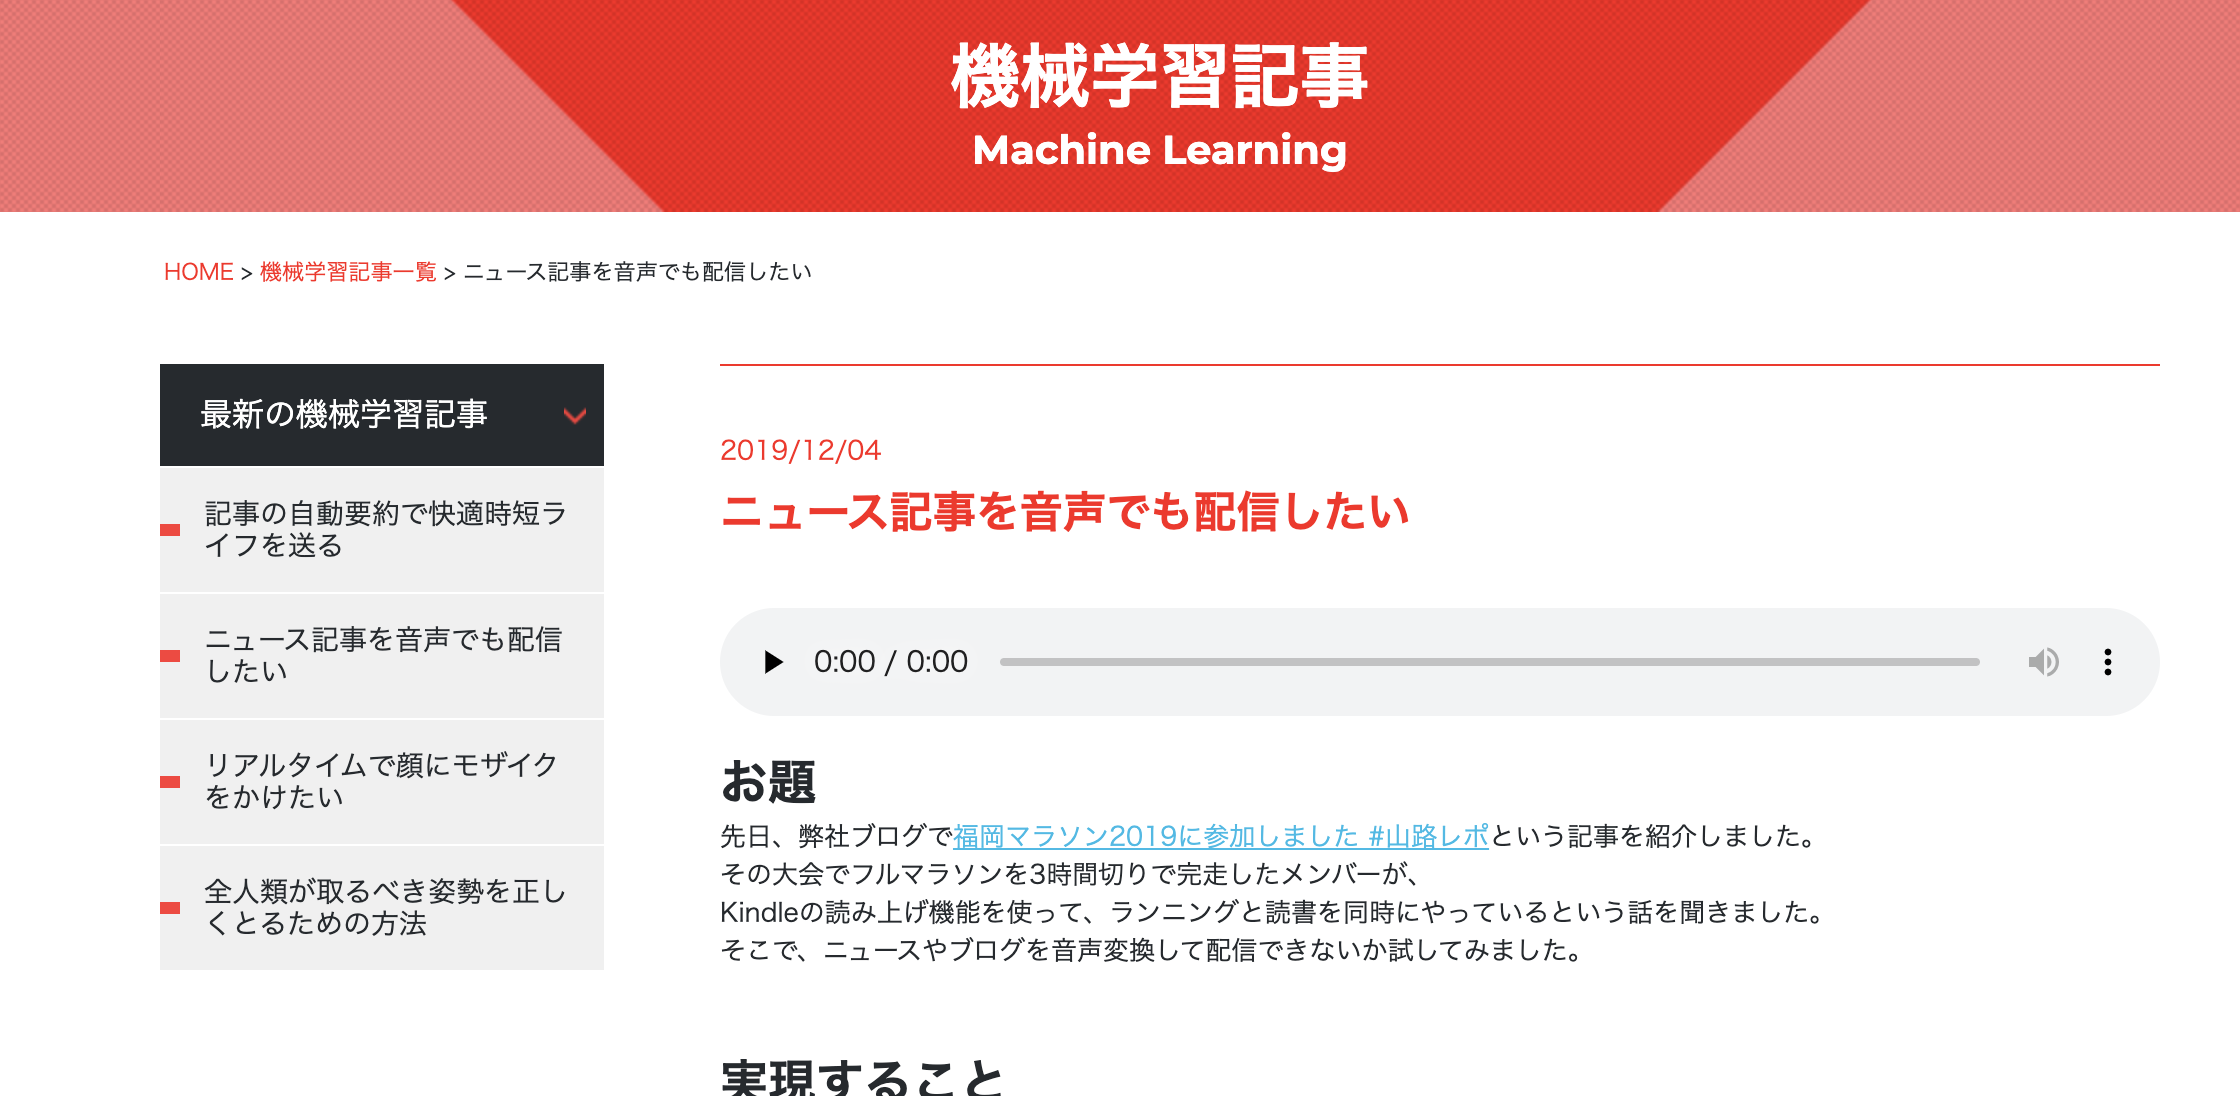 機械学習記事
Machine Learning
HOME > 機械学習記事一覧 > ニュース記事を音声でも配信したい
最新の機械学習記事
記事の自動要約で快適時短ラ
イフを送る
ニュース記事を音声でも配信
したい
リアルタイムで顔にモザイク
をかけたい
全人類が取るべき姿勢を正し
くとるための方法
2019/12/04
ニュース記事を音声でも配信したい
0:00 / 0:00
お題
先日、弊社ブログで福岡マラソン2019に参加しました #山路レポという記事を紹介しました。
その大会でフルマラソンを3時間切りで完走したメンバーが、
Kindleの読み上げ機能を使って、ランニングと読書を同時にやっているという話を聞きました。
そこで、ニュースやブログを音声変換して配信できないか試してみました。
実現すること